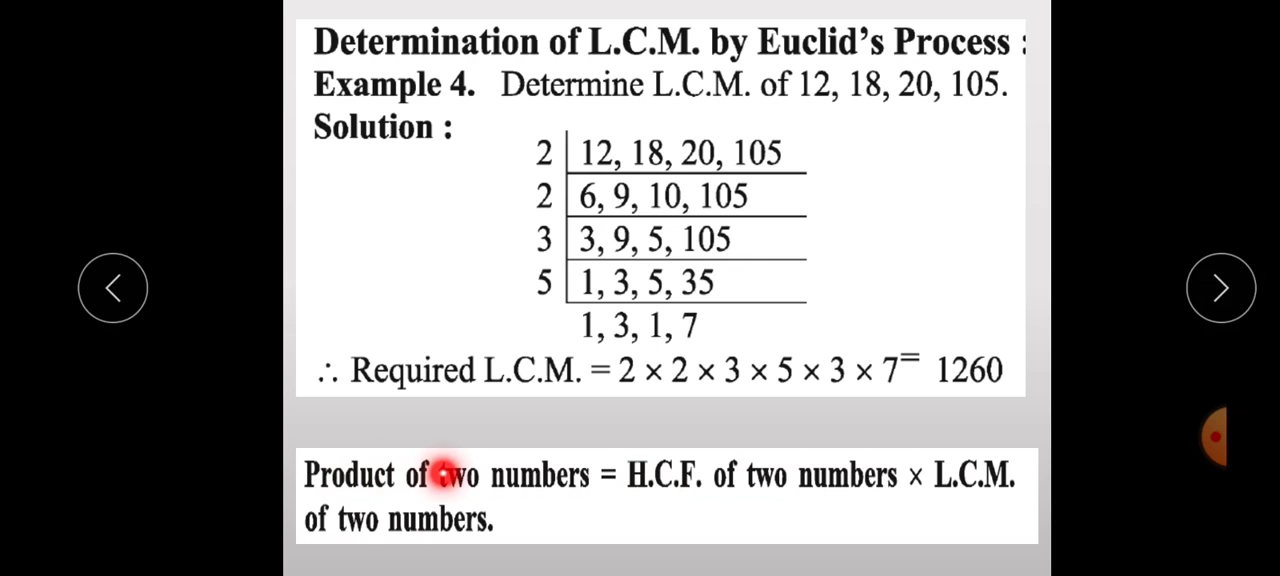 Determination of L.C.M. by Euclid's Process :
Example 4. Determine L.C.M. of 12, 18, 20, 105.
Solution :
2 | 12, 18, 20, 105
2 | 6, 9, 10, 105
3 | 3, 9, 5, 105
5 | 1, 3, 5, 35
1, 3, 1, 7
∴ Required L.C.M. = 2 × 2 × 3 × 5 × 3 × 7 = 1260
Product of two numbers = H.C.F. of two numbers × L.C.M.
of two numbers.